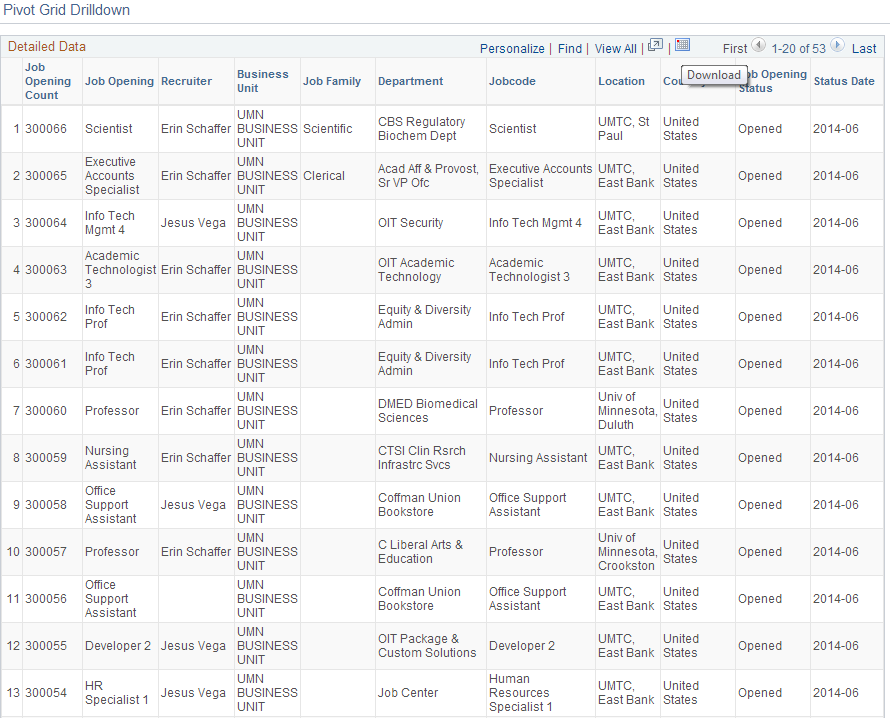 Pivot Grid Drilldown
Detailed Data
Personalize | Find | View All | | First 1-20 of 53 Last
Job Opening Count Job Opening Recruiter Business Unit Job Family Department Jobcode Location Job Opening Status Status Date
Download
1 300066 Scientist Erin Schaffer UMN BUSINESS UNIT Scientific CBS Regulatory Biochem Dept Scientist UMTC, St Paul United States Opened 2014-06
2 300065 Executive Accounts Specialist Erin Schaffer UMN BUSINESS UNIT Clerical Acad Aff & Provost, Sr VP Ofc Executive Accounts Specialist UMTC, East Bank United States Opened 2014-06
3 300064 Info Tech Mgmt 4 Jesus Vega UMN BUSINESS UNIT OIT Security Info Tech Mgmt 4 UMTC, East Bank United States Opened 2014-06
4 300063 Academic Technologist 3 Erin Schaffer UMN BUSINESS UNIT OIT Academic Technology Academic Technologist 3 UMTC, East Bank United States Opened 2014-06
5 300062 Info Tech Prof Erin Schaffer UMN BUSINESS UNIT Equity & Diversity Admin Info Tech Prof UMTC, East Bank United States Opened 2014-06
6 300061 Info Tech Prof Erin Schaffer UMN BUSINESS UNIT Equity & Diversity Admin Info Tech Prof UMTC, East Bank United States Opened 2014-06
7 300060 Professor Erin Schaffer UMN BUSINESS UNIT DMED Biomedical Sciences Professor Univ of Minnesota, Duluth United States Opened 2014-06
8 300059 Nursing Assistant Erin Schaffer UMN BUSINESS UNIT CTSI Clin Rsrch Infrastrc Svcs Nursing Assistant UMTC, East Bank United States Opened 2014-06
9 300058 Office Support Assistant Jesus Vega UMN BUSINESS UNIT Coffman Union Bookstore Office Support Assistant UMTC, East Bank United States Opened 2014-06
10 300057 Professor Erin Schaffer UMN BUSINESS UNIT C Liberal Arts & Education Professor Univ of Minnesota, Crookston United States Opened 2014-06
11 300056 Office Support Assistant UMN BUSINESS UNIT Coffman Union Bookstore Office Support Assistant UMTC, East Bank United States Opened 2014-06
12 300055 Developer 2 Jesus Vega UMN BUSINESS UNIT OIT Package & Custom Solutions Developer 2 UMTC, East Bank United States Opened 2014-06
13 300054 HR Specialist 1 Jesus Vega UMN BUSINESS UNIT Job Center Human Resources Specialist 1 UMTC, East Bank United States Opened 2014-06